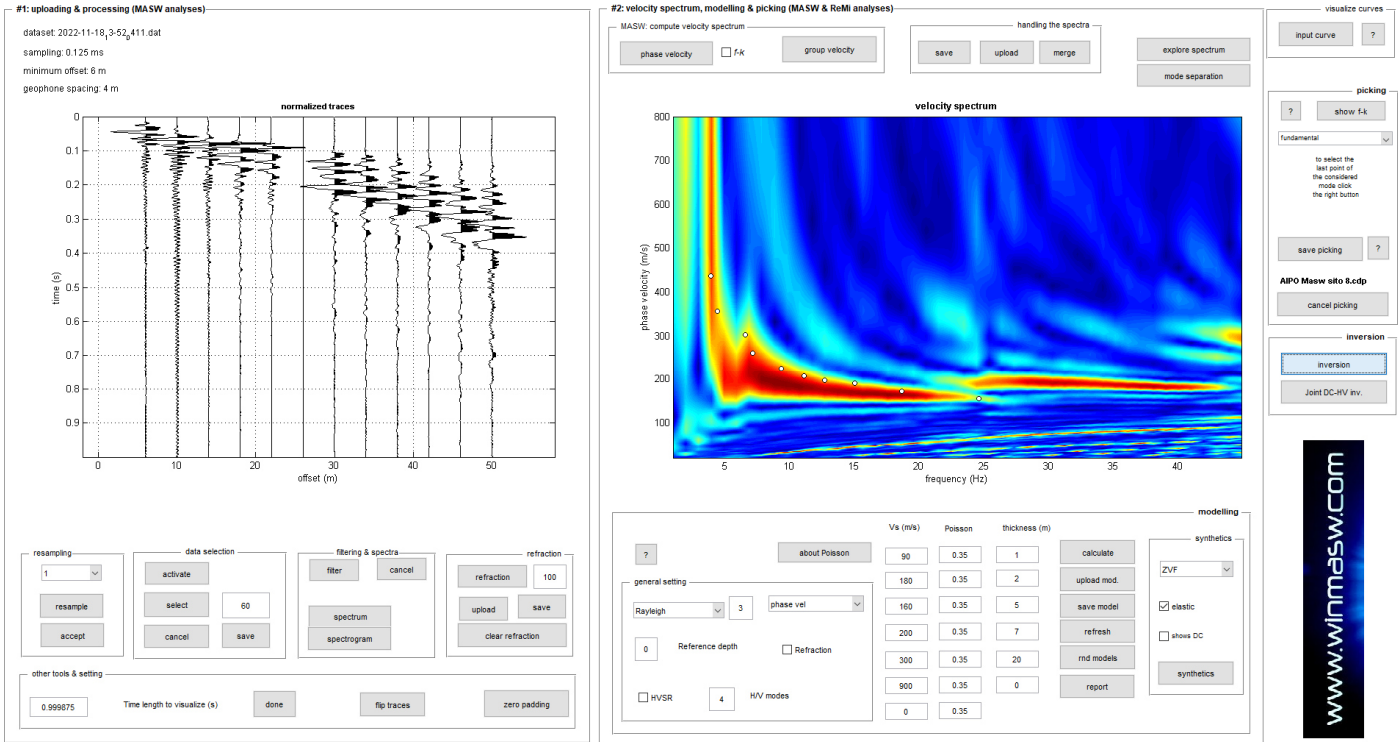 #1: uploading & processing (MASW analyses)
dataset: 2022-11-18,3-52p411.dat
sampling: 0.125 ms
minimum offset: 6 m
geophone spacing: 4 m
normalized traces
0
0.1
0.2
0.3
0.4
0.5
0.6
0.7
0.8
0.9
time (s)
0 10 20 30 40 50
offset (m)
resampling
1
resample
accept
data selection
activate
select 60
cancel save
filtering & spectra
filter cancel
spectrum
spectrogram
refraction
refraction 100
upload save
clear refraction
other tools & setting
0.999875 Time length to visualize (s) done flip traces zero padding
#2: velocity spectrum, modelling & picking (MASW & ReMi analyses)
MASW: compute velocity spectrum
phase velocity f-k group velocity
handling the spectra
save upload merge
explore spectrum
mode separation
velocity spectrum
800
700
600
500
400
300
200
100
phase velocity (m/s)
5 10 15 20 25 30 35 40
frequency (Hz)
modelling
? about Poisson
general setting
Rayleigh 3 phase vel
0 Reference depth Refraction
HVSR 4 H/V modes
Vs (m/s) Poisson thickness (m)
90 0.35 1
180 0.35 2
160 0.35 5
200 0.35 7
300 0.35 20
900 0.35 0
0 0.35
calculate
upload mod.
save model
refresh
rnd models
report
synthetics
ZVF
elastic
shows DC
synthetics
visualize curves
input curve ?
picking
? show f-k
fundamental
to select the
last point of
the considered
mode click
the right button
save picking ?
AIPO Masw sito 8.cdp
cancel picking
inversion
inversion
Joint DC-HV inv.
www.winmasw.com